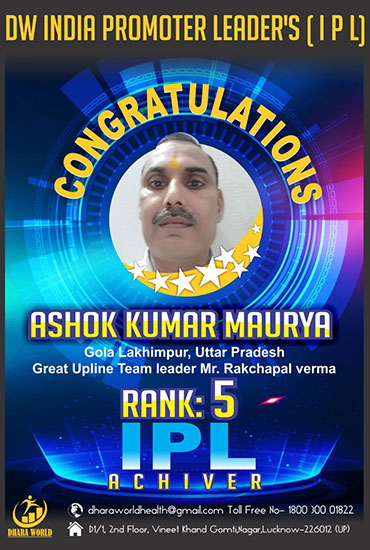 DW INDIA PROMOTER LEADER'S ( I P L)
CONGRATULATIONS
ASHOK KUMAR MAURYA
Gola Lakhimpur, Uttar Pradesh
Great Upline Team leader Mr. Rakchapal verma
RANK: 5
IPL
ACHIVER
DHARA WORLD
dharaworldhealth@gmail.com Toll Free No- 1800 300 01822
D1/1, 2nd Floor, Vineet Khand GomtiNagar,Lucknow-226012 (UP)